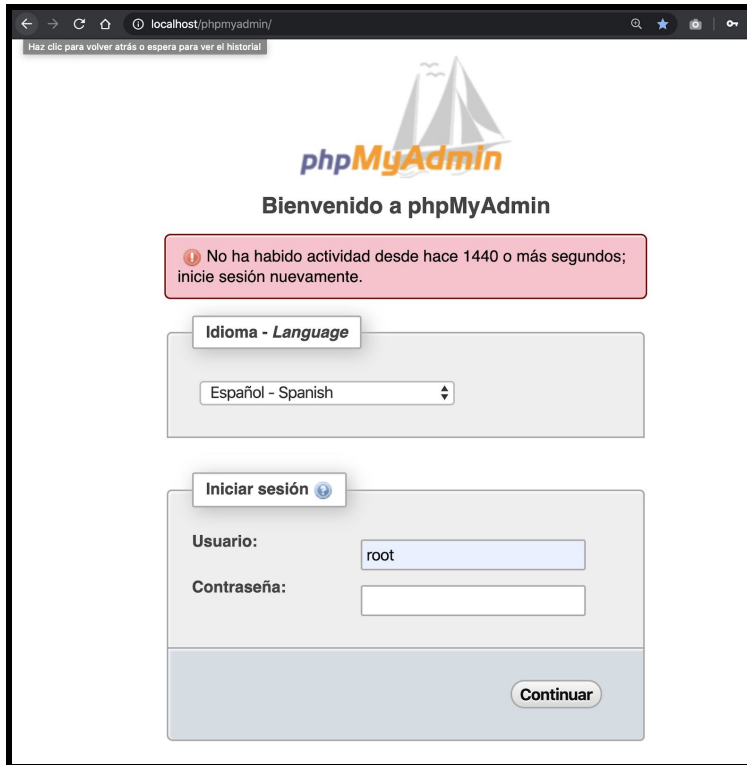 localhost/phpmyadmin/
Haz clic para volver atrás o espera para ver el historial
phpMyAdmin
Bienvenido a phpMyAdmin
No ha habido actividad desde hace 1440 o más segundos;
inicie sesión nuevamente.
Idioma - Language
Español - Spanish
Iniciar sesión
Usuario:
root
Contraseña:
Continuar